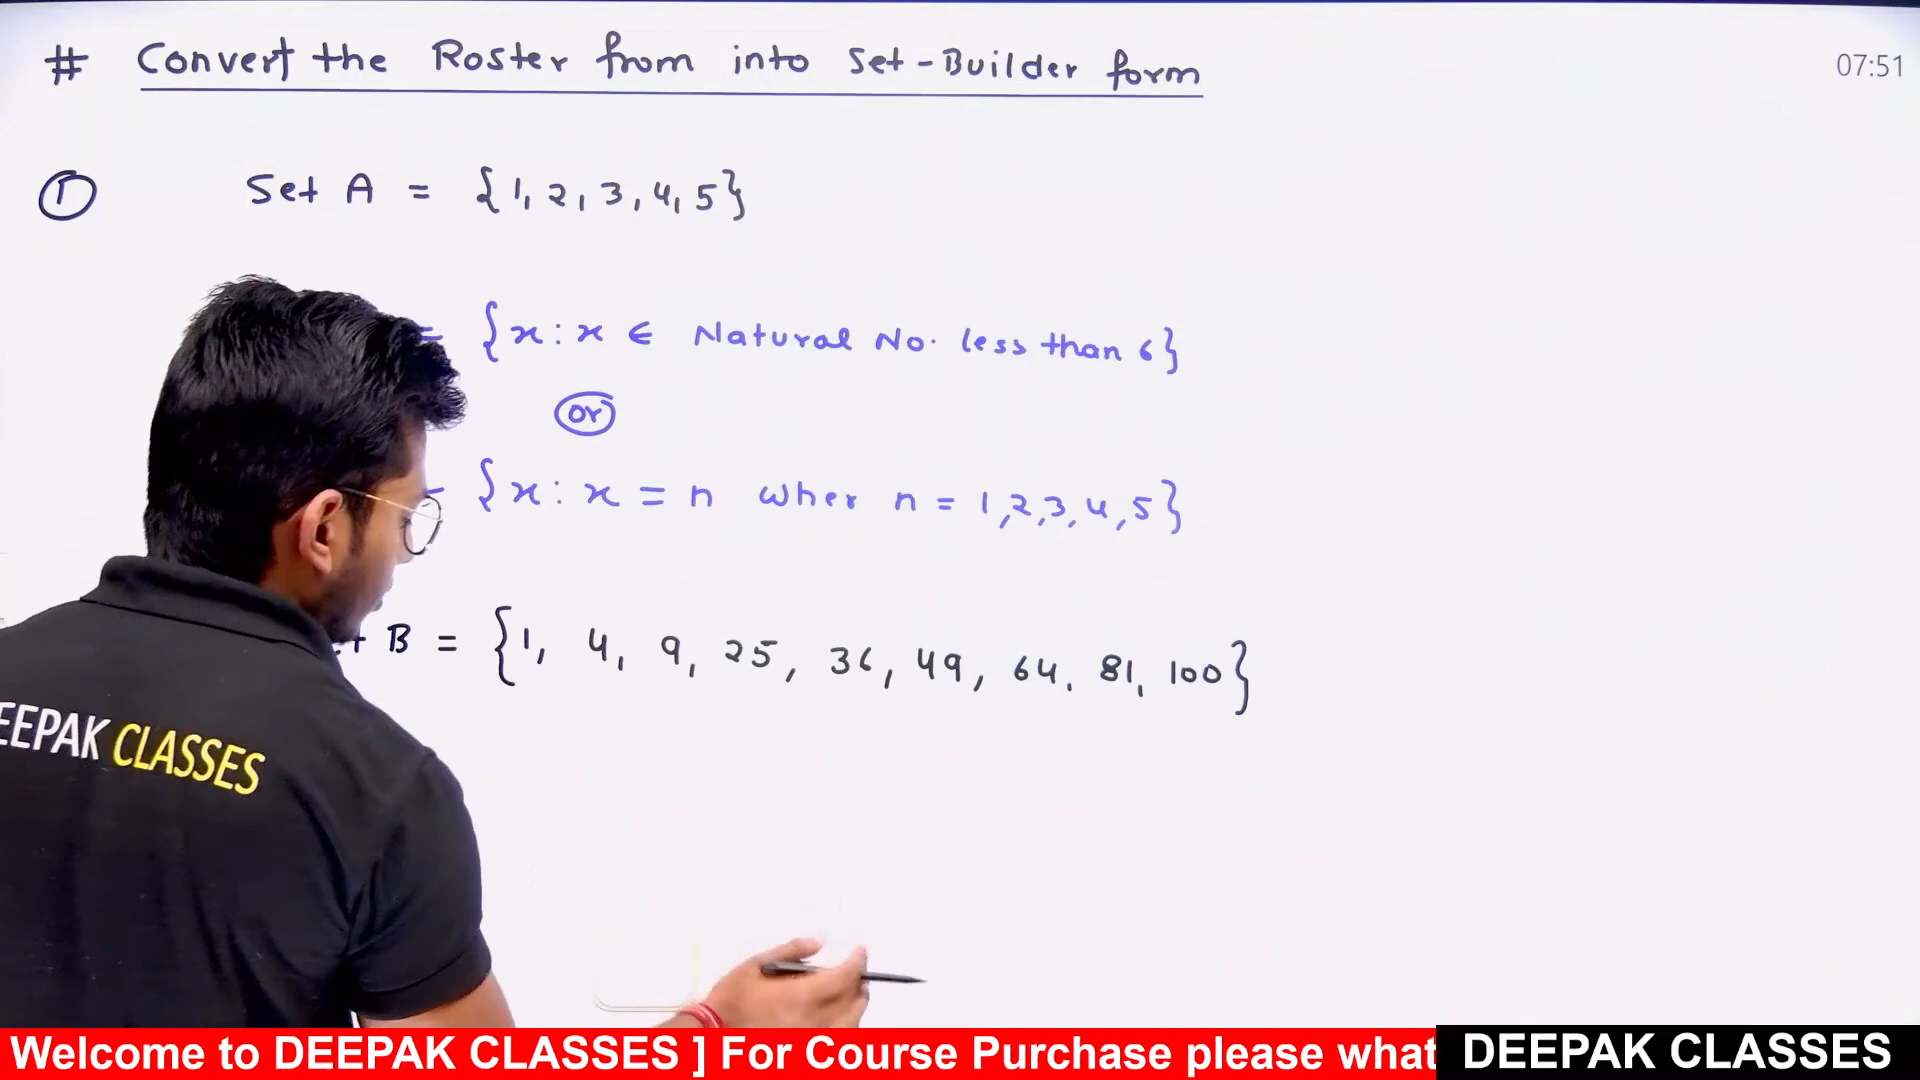 # Convert the Roster from into Set-Builder form
07:51
1 Set A = {1, 2, 3, 4, 5}
= {x : x ∈ Natural No. less than 6}
or
= {x : x = n wher n = 1, 2, 3, 4, 5}
B = {1, 4, 9, 25, 36, 49, 64, 81, 100}
EEPAK CLASSES
Welcome to DEEPAK CLASSES ] For Course Purchase please what
DEEPAK CLASSES